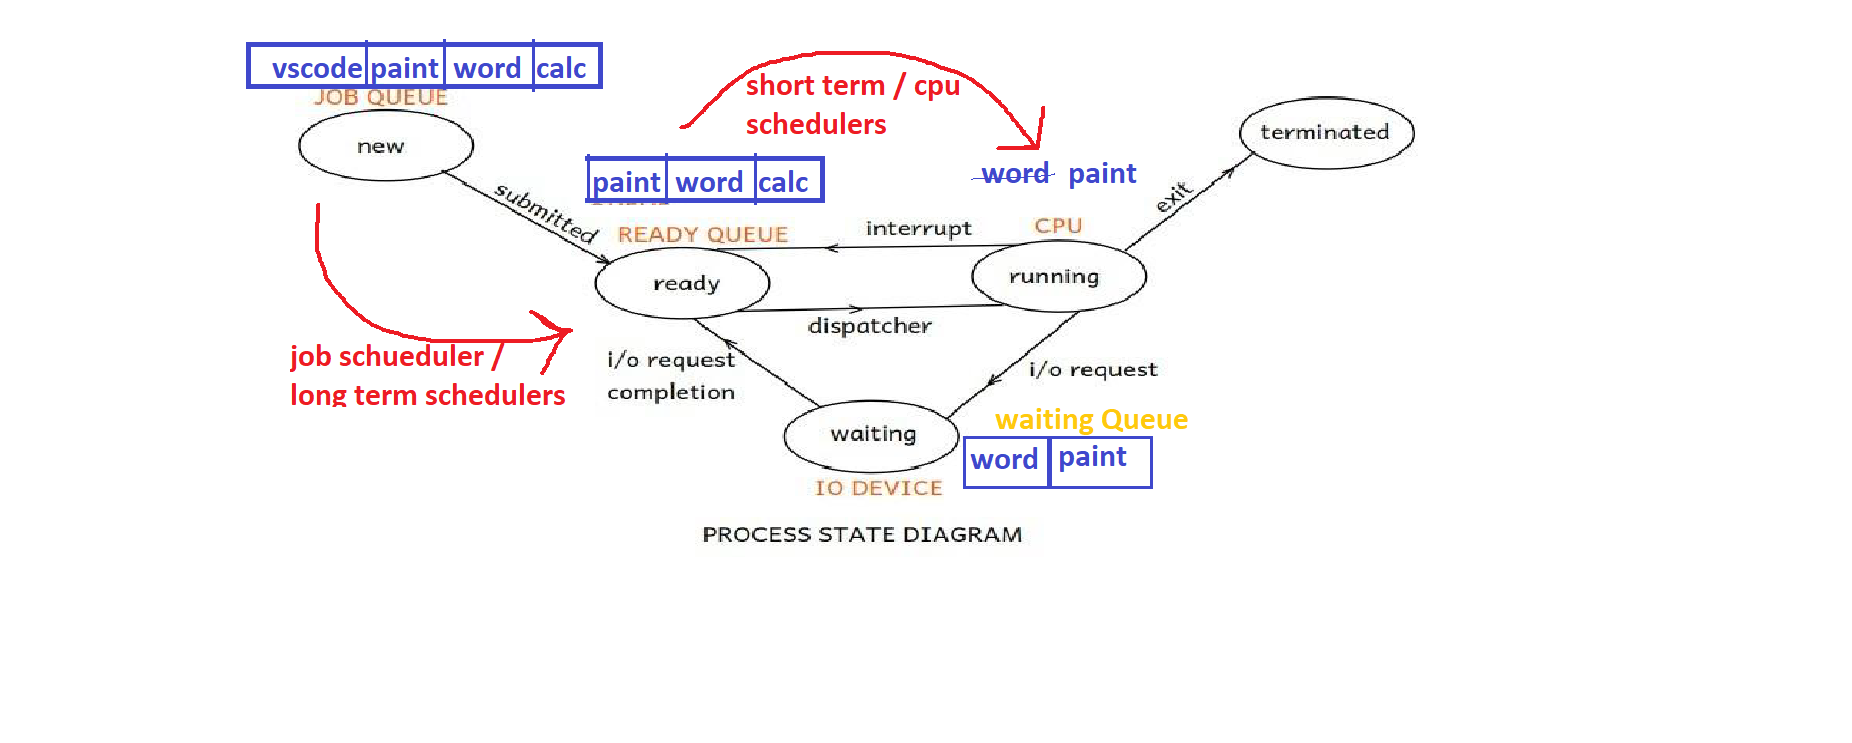 vscode paint word calc
JOB QUEUE
new
short term / cpu
schedulers
terminated
submitted
paint word calc
word paint
exit
READY QUEUE
interrupt
CPU
ready
running
dispatcher
job schueduler /
long term schedulers
i/o request
completion
i/o request
waiting Queue
waiting
word paint
IO DEVICE
PROCESS STATE DIAGRAM